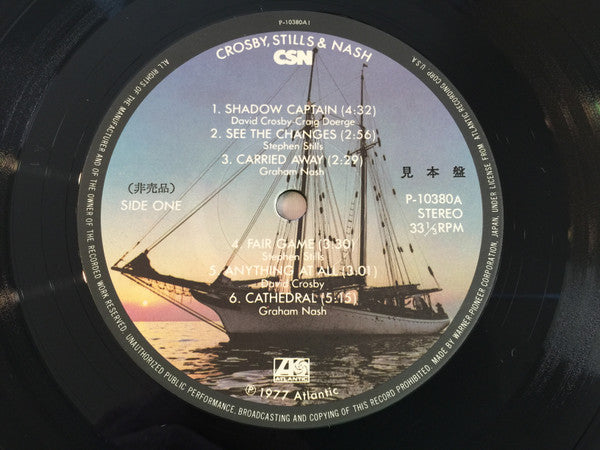 P-10380A1
CROSBY, STILLS & NASH
CSN
1. SHADOW CAPTAIN (4:32)
David Crosby-Craig Doerge
2. SEE THE CHANGES (2:56)
Stephen Stills
3. CARRIED AWAY (2:29)
Graham Nash
(非売品)
SIDE ONE
見本盤
P-10380A
STEREO
33⅓RPM
4. FAIR GAME (3:30)
Stephen Stills
5. ANYTHING AT ALL (3:01)
David Crosby
6. CATHEDRAL (5:15)
Graham Nash
ATLANTIC
Ⓟ1977 Atlantic
ALL RIGHTS OF THE MANUFACTURER AND OF THE OWNER OF THE RECORDED WORK RESERVED. UNAUTHORIZED PUBLIC PERFORMANCE, BROADCASTING AND COPYING OF THIS RECORD PROHIBITED. MADE BY WARNER-PIONEER CORPORATION, JAPAN, UNDER LICENSE FROM ATLANTIC RECORDING CORP., U.S.A.